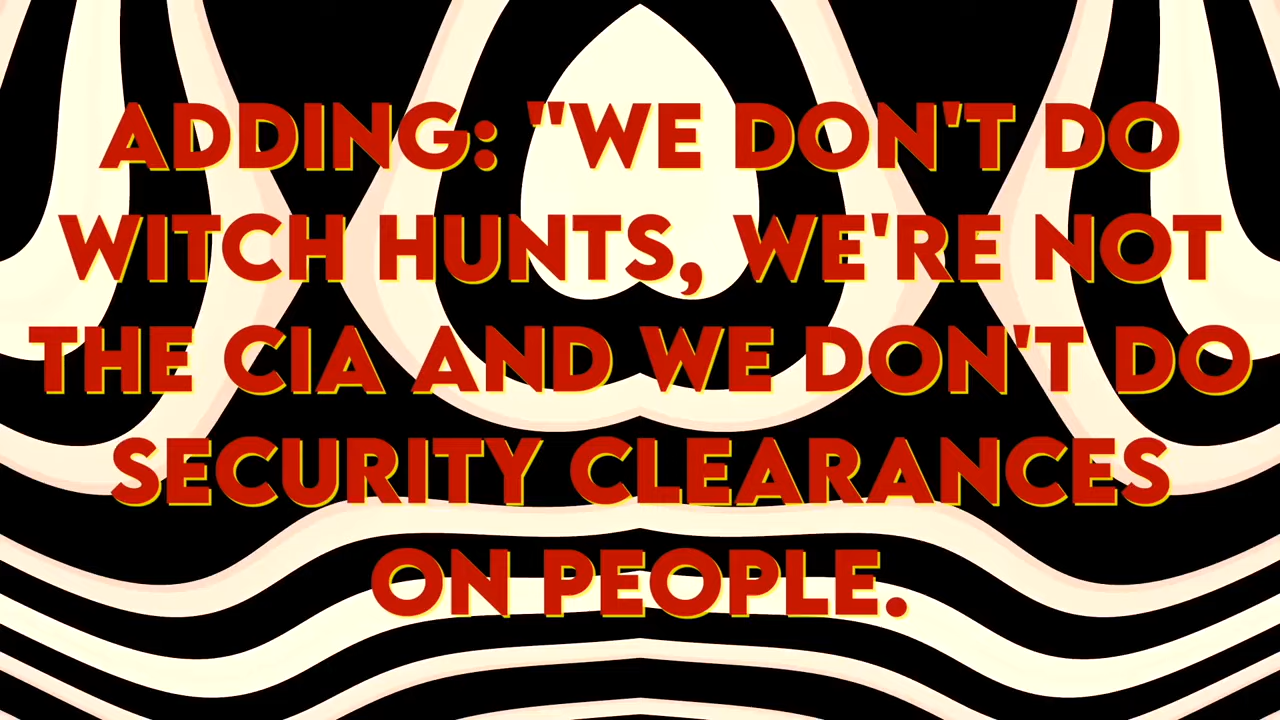 ADDING: "WE DON'T DO
WITCH HUNTS, WE'RE NOT
THE CIA AND WE DON'T DO
SECURITY CLEARANCES
ON PEOPLE.